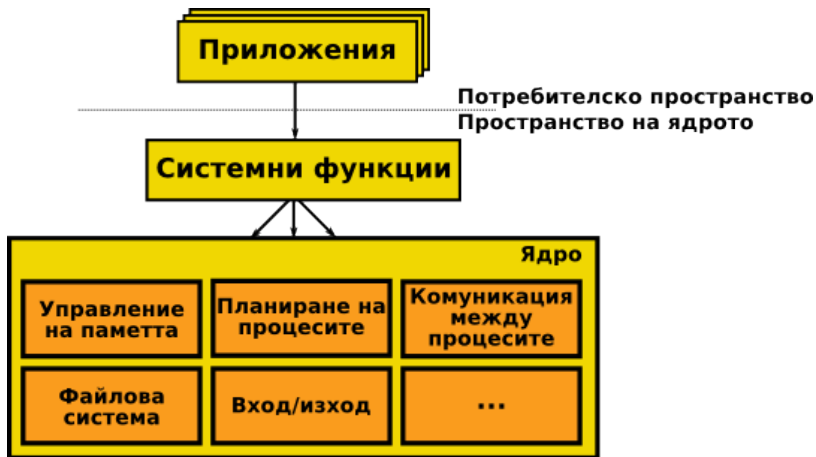 Приложения
Потребителско пространство
Пространство на ядрото
Системни функции
Ядро
Управление
на паметта
Планиране на
процесите
Комуникация
между
процесите
Файлова
система
Вход/изход
...